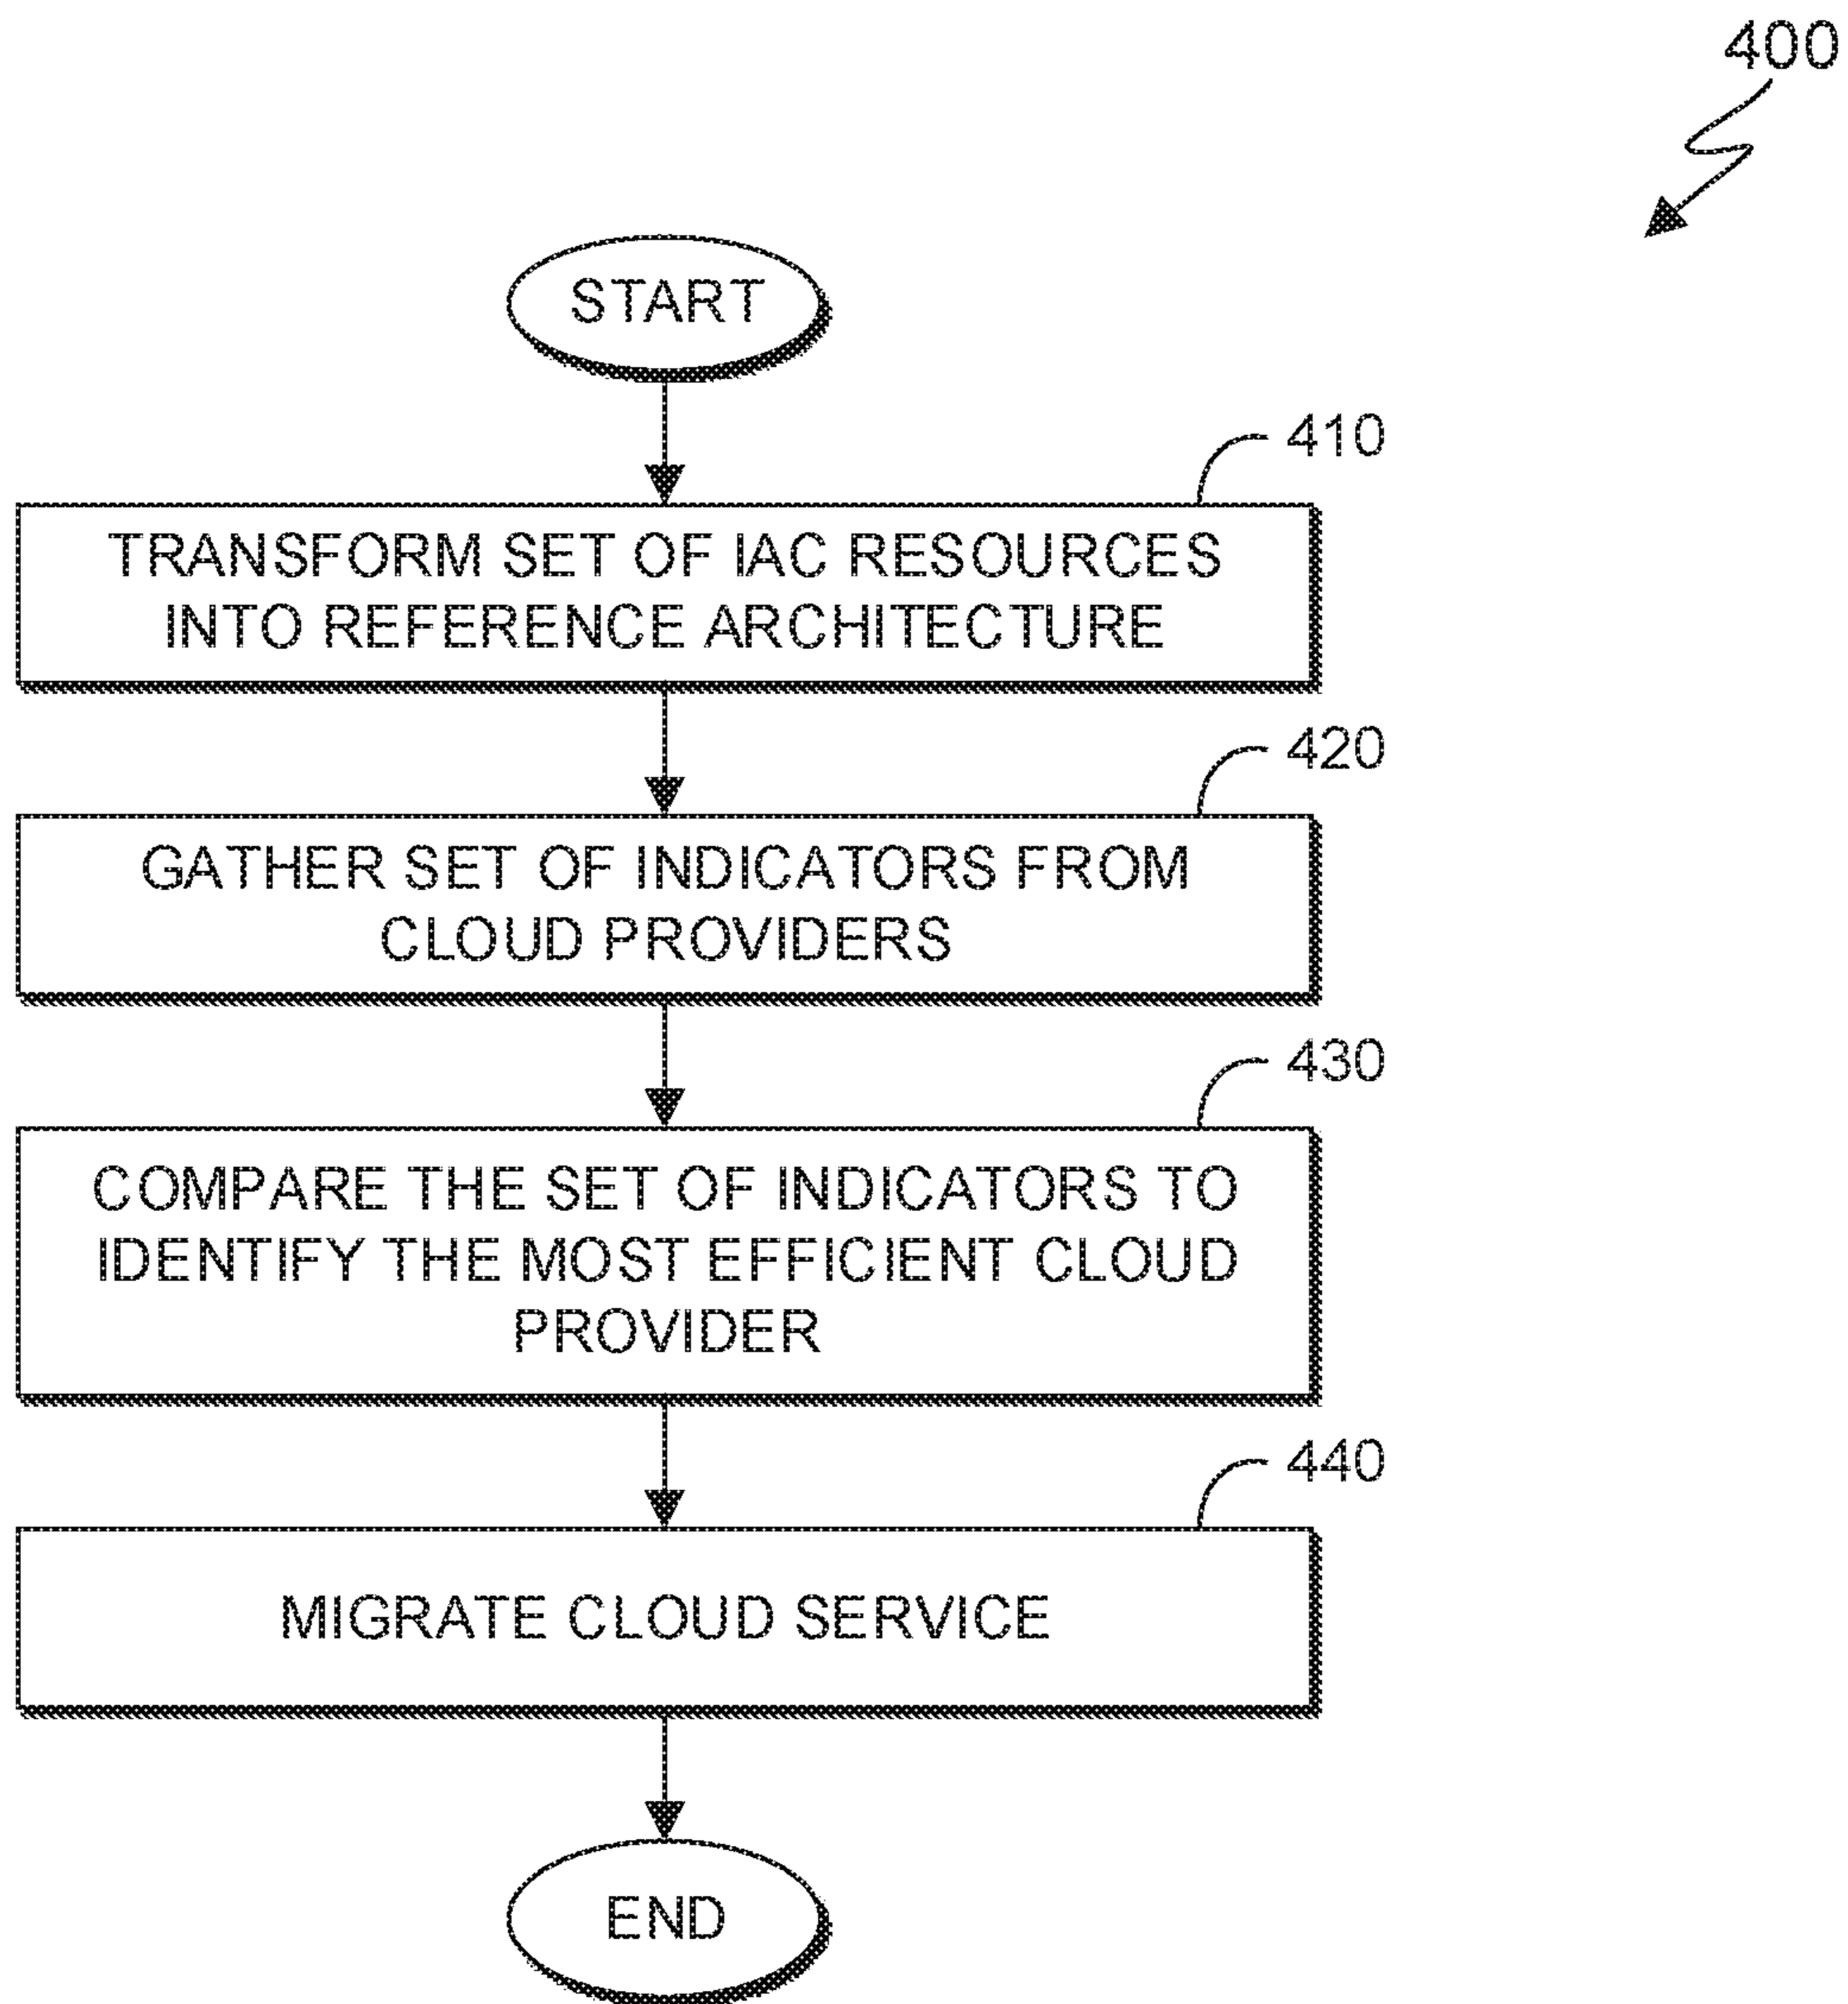 400
START
410
TRANSFORM SET OF IAC RESOURCES
INTO REFERENCE ARCHITECTURE
420
GATHER SET OF INDICATORS FROM
CLOUD PROVIDERS
430
COMPARE THE SET OF INDICATORS TO
IDENTIFY THE MOST EFFICIENT CLOUD
PROVIDER
440
MIGRATE CLOUD SERVICE
END